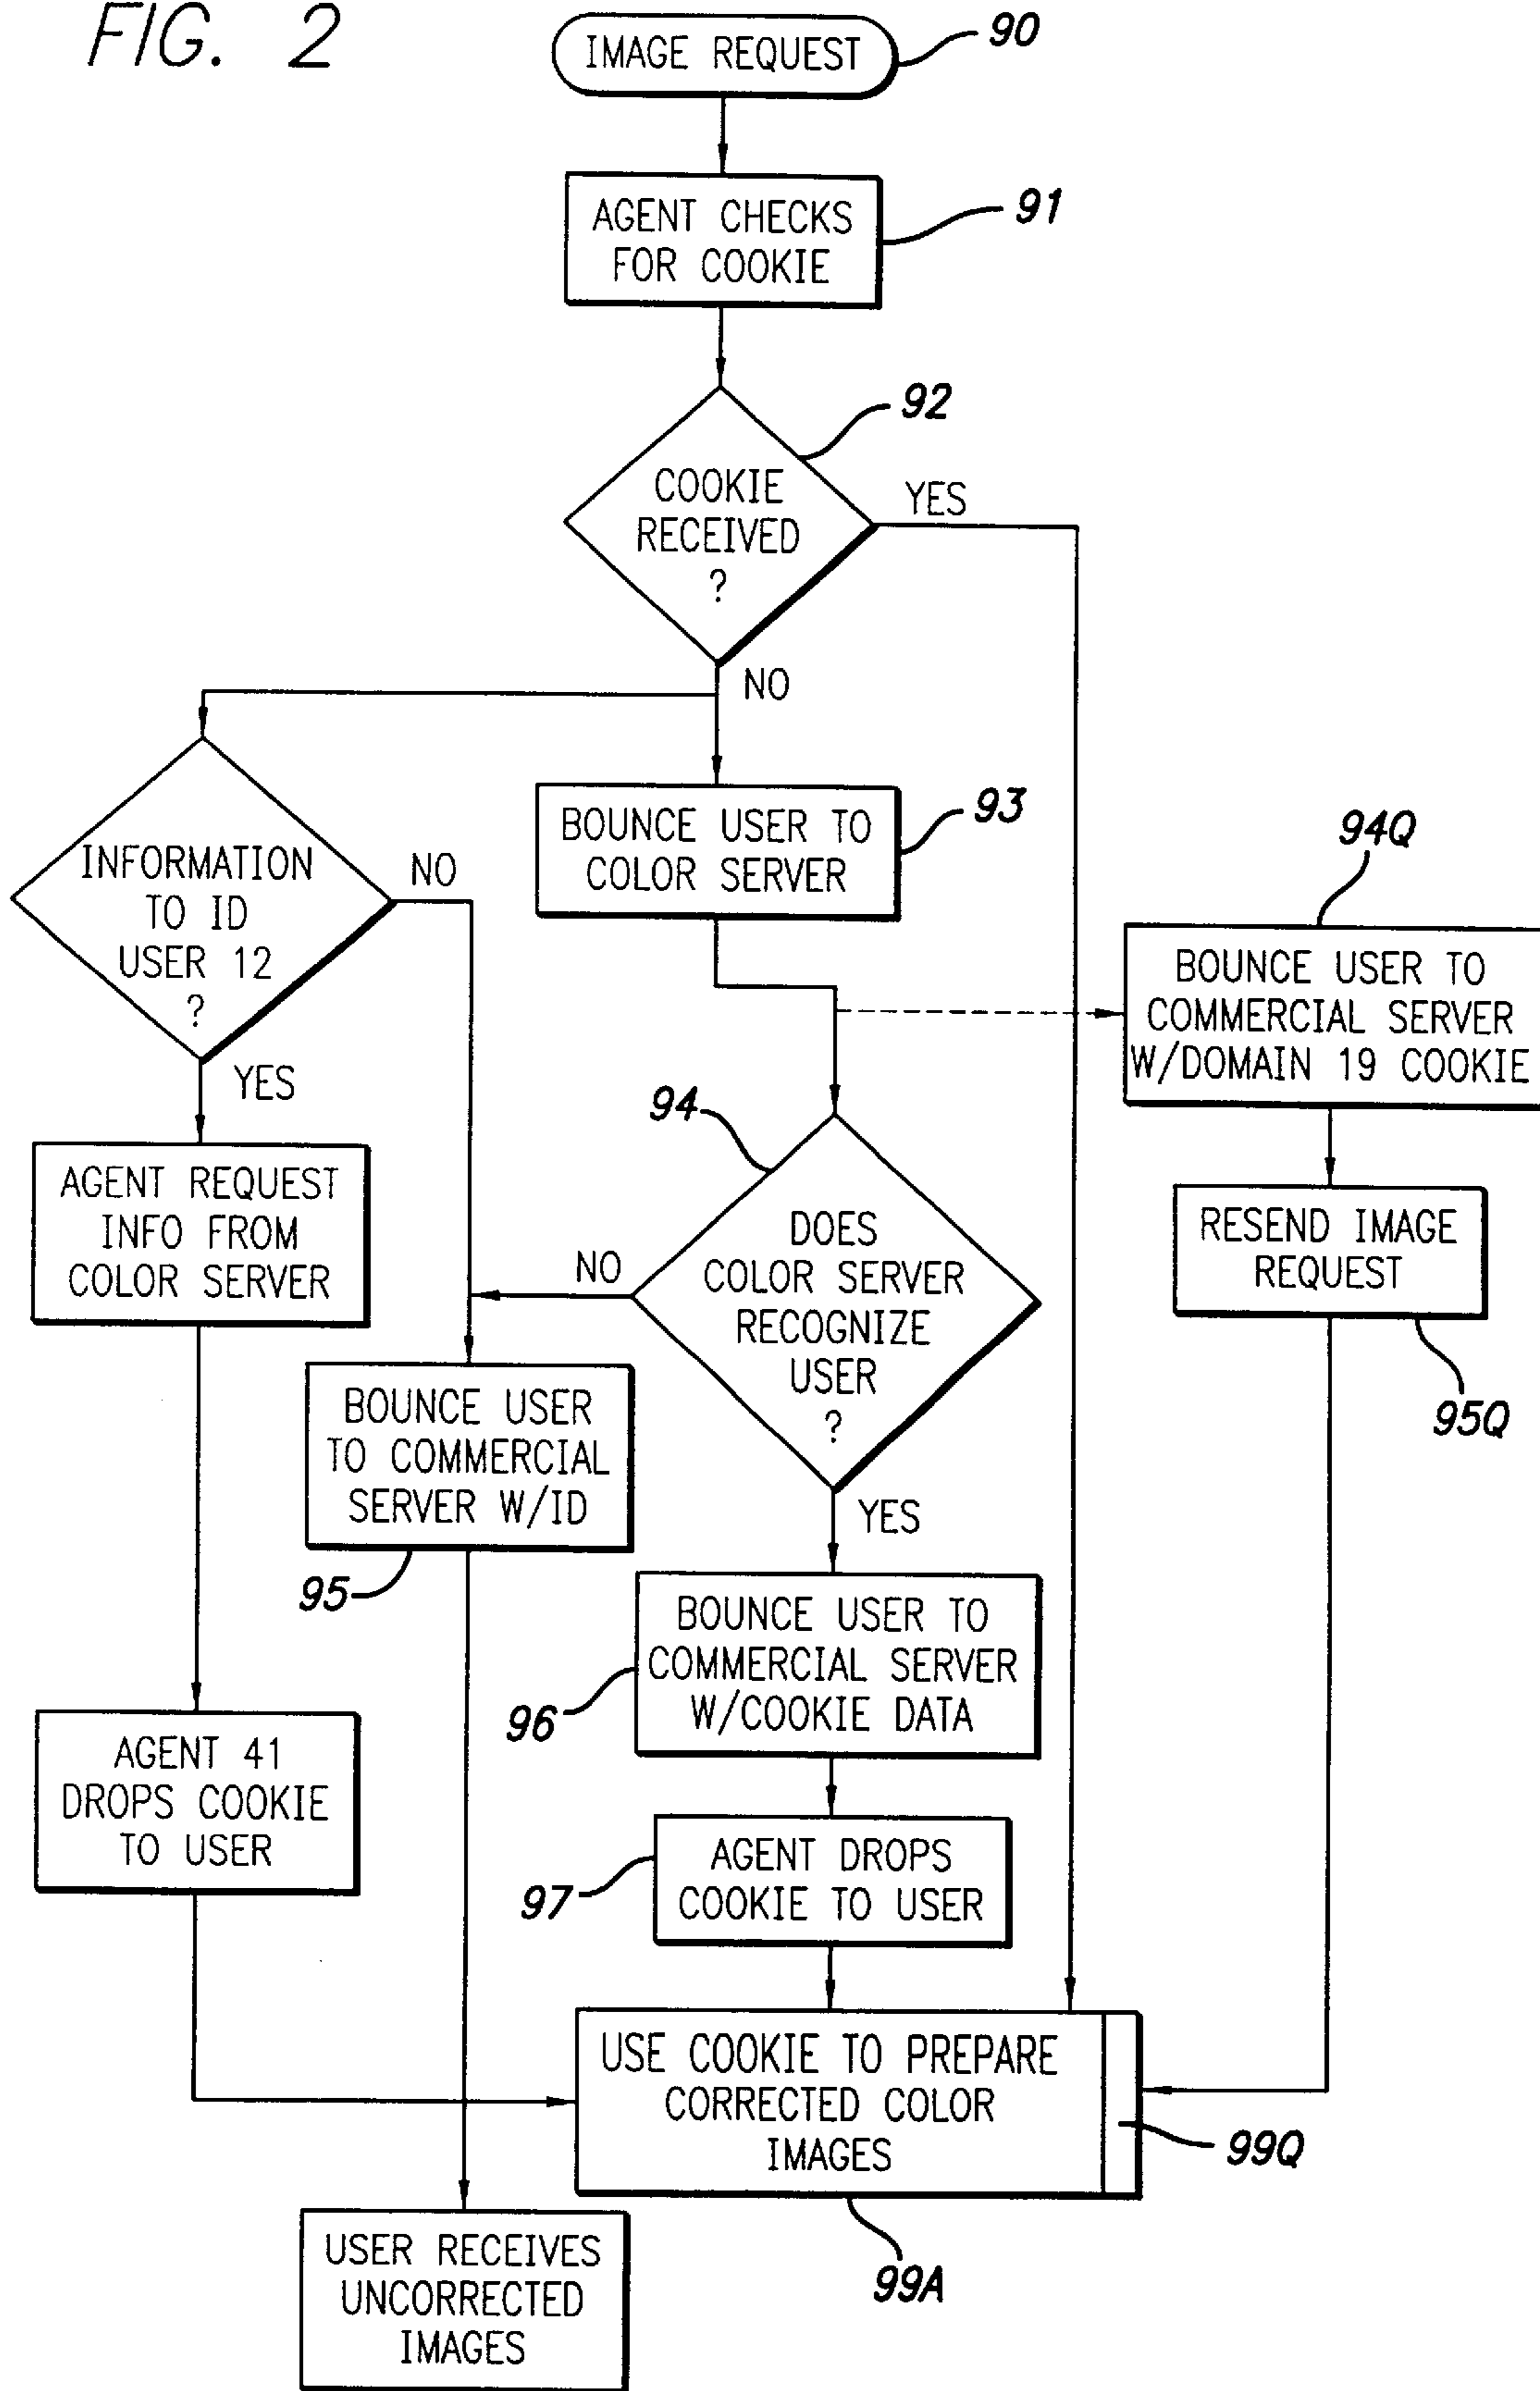 FIG. 2
IMAGE REQUEST
90
AGENT CHECKS
FOR COOKIE
91
92
COOKIE
RECEIVED
?
YES
NO
INFORMATION
TO ID
USER 12
?
NO
YES
BOUNCE USER TO
COLOR SERVER
93
94Q
BOUNCE USER TO
COMMERCIAL SERVER
W/DOMAIN 19 COOKIE
94
DOES
COLOR SERVER
RECOGNIZE
USER
?
NO
YES
RESEND IMAGE
REQUEST
95Q
AGENT REQUEST
INFO FROM
COLOR SERVER
BOUNCE USER
TO COMMERCIAL
SERVER W/ID
95
BOUNCE USER TO
COMMERCIAL SERVER
W/COOKIE DATA
96
AGENT 41
DROPS COOKIE
TO USER
AGENT DROPS
COOKIE TO USER
97
USE COOKIE TO PREPARE
CORRECTED COLOR
IMAGES
99Q
99A
USER RECEIVES
UNCORRECTED
IMAGES